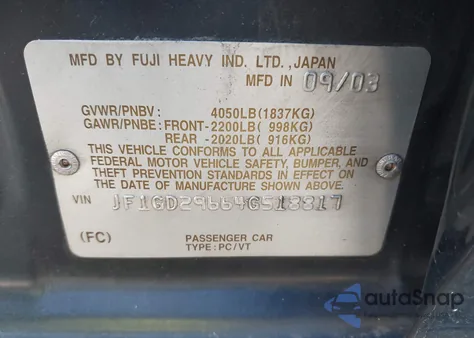 MFD BY FUJI HEAVY IND. LTD.,JAPAN
MFD IN 09/03
GVWR/PNBV: 4050LB(1837KG)
GAWR/PNBE: FRONT-2200LB( 998KG)
REAR -2020LB( 916KG)
THIS VEHICLE CONFORMS TO ALL APPLICABLE
FEDERAL MOTOR VEHICLE SAFETY, BUMPER, AND
THEFT PREVENTION STANDARDS IN EFFECT ON THE
DATE OF MANUFACTURE SHOWN ABOVE.
VIN JF1GD29664G513317
(FC) PASSENGER CAR
TYPE: PC/VT
autoSnap